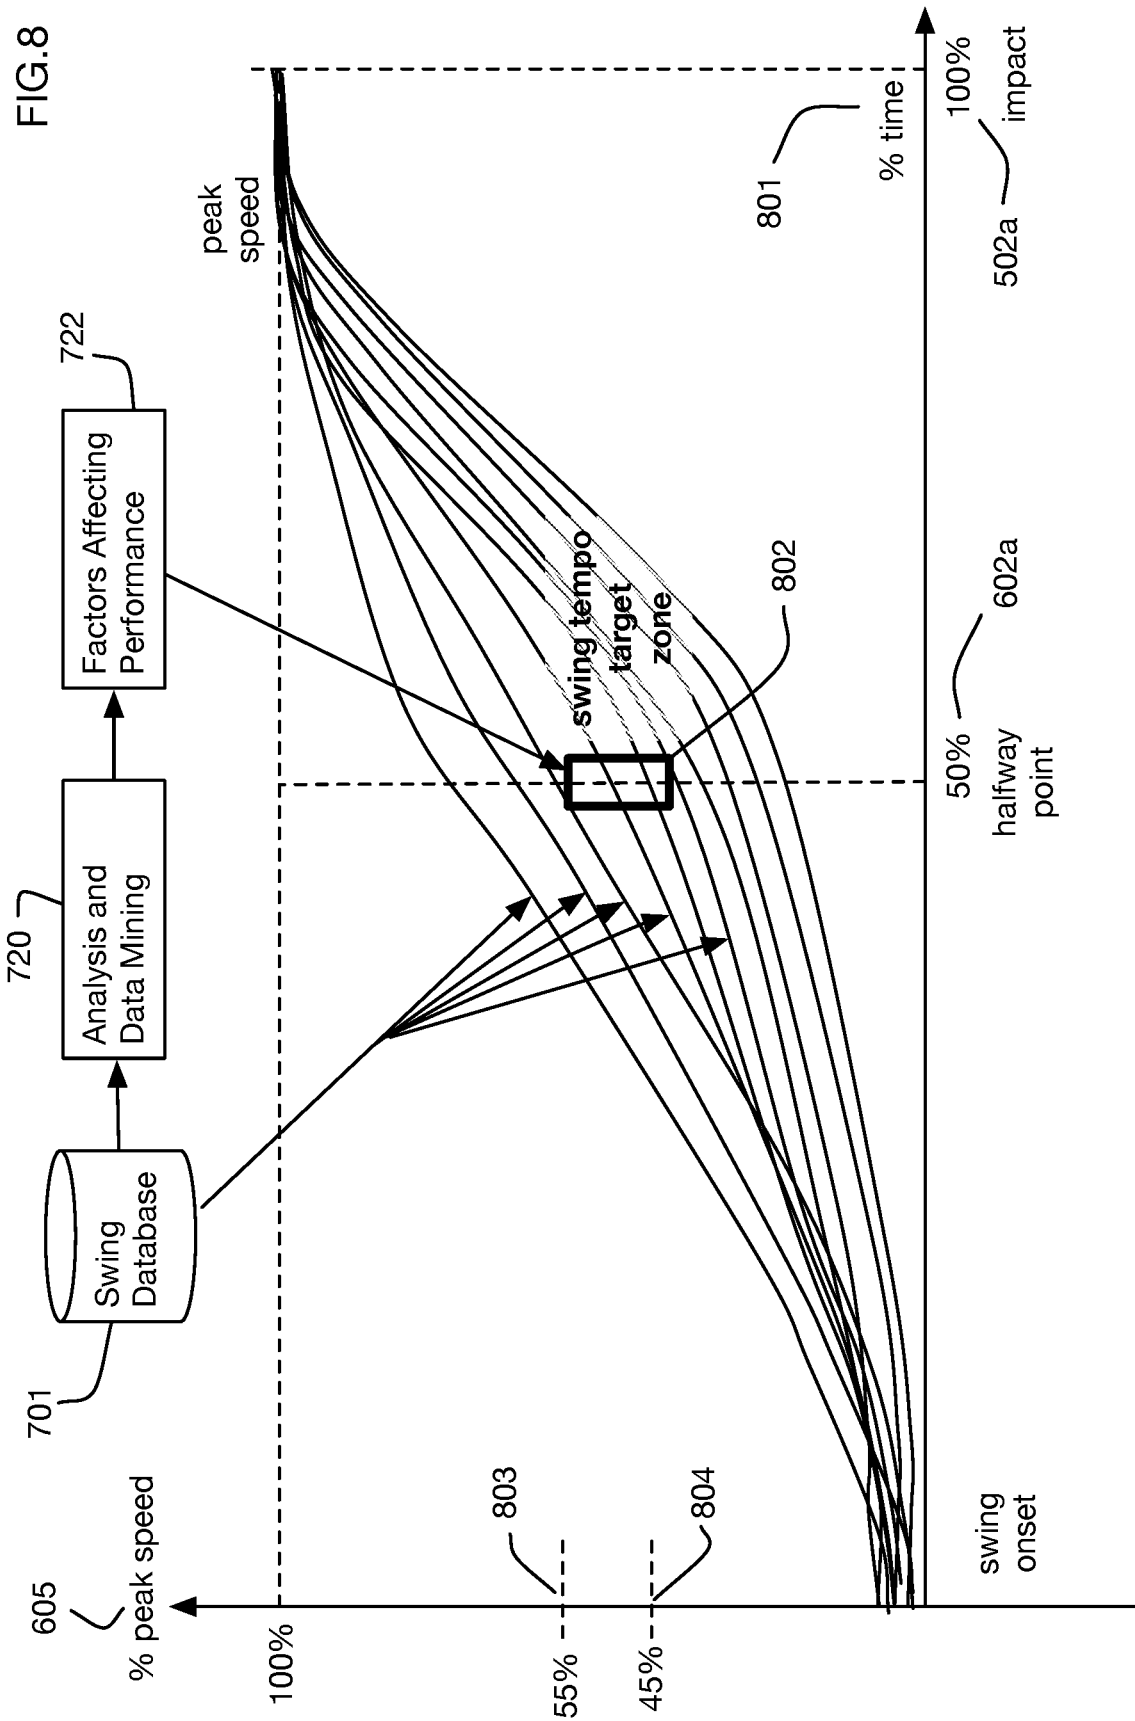 FIG.8
701
720
722
Swing
Database
Analysis and
Data Mining
Factors Affecting
Performance
605
% peak speed
peak
speed
100%
803
55%
804
45%
swing tempo
target
zone
802
801
% time
swing
onset
50%
halfway
point
602a
100%
impact
502a